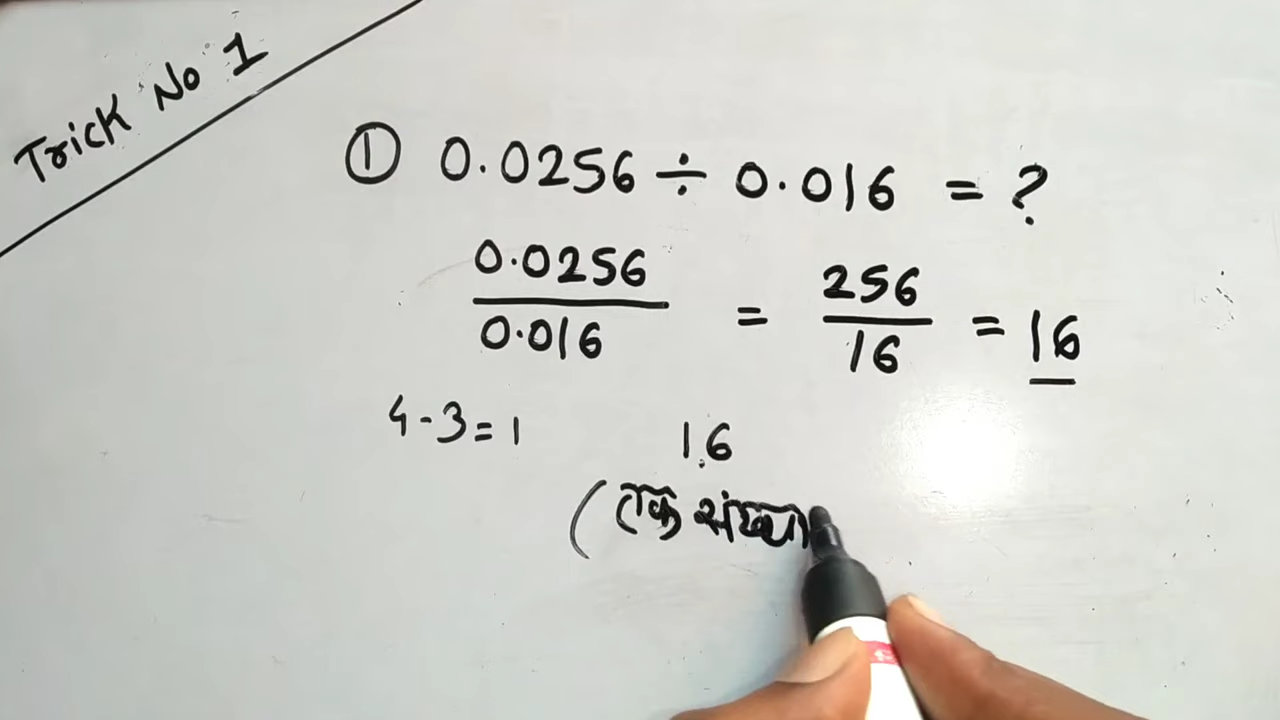 Trick No 1
① 0.0256 ÷ 0.016 = ?
0.0256 / 0.016 = 256 / 16 = 16
4-3=1 1.6
( संख्या